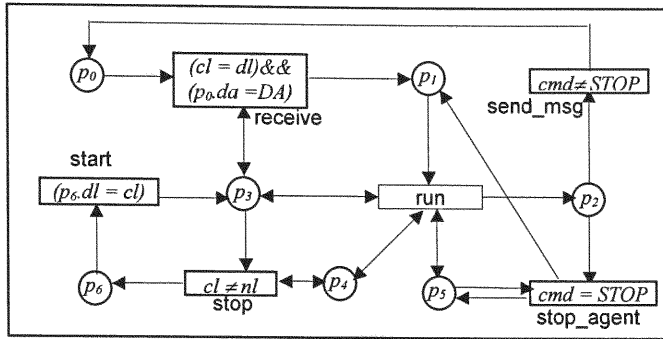 p0
(cl = dl)&&
(p0.da =DA)
receive
p1
cmd≠STOP
send_msg
start
(p6.dl = cl)
p3
run
p2
p6
cl ≠ nl
stop
p4
p5
cmd = STOP
stop_agent